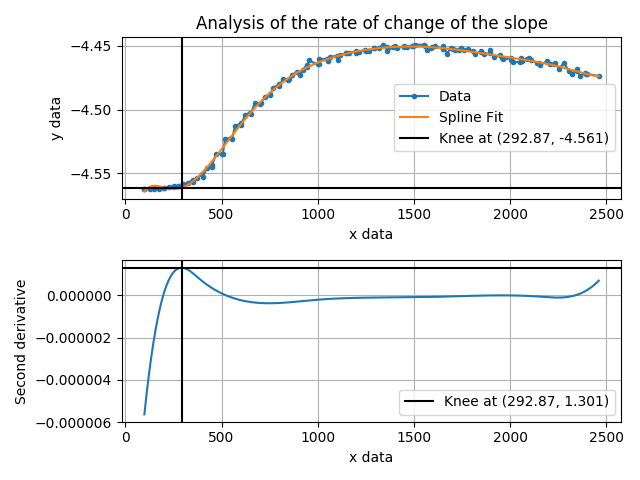 Analysis of the rate of change of the slope
−4.45
−4.50
−4.55
y data
Data
Spline Fit
Knee at (292.87, -4.561)
0 500 1000 1500 2000 2500
x data
0.000000
−0.000002
−0.000004
−0.000006
Second derivative
Knee at (292.87, 1.301)
0 500 1000 1500 2000 2500
x data